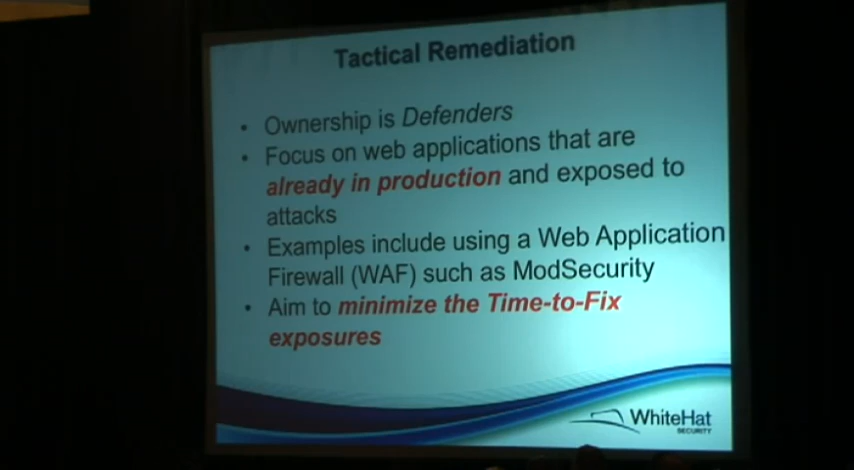 Tactical Remediation
• Ownership is Defenders
• Focus on web applications that are
already in production and exposed to
attacks
• Examples include using a Web Application
Firewall (WAF) such as ModSecurity
• Aim to minimize the Time-to-Fix
exposures
WhiteHat
SECURITY